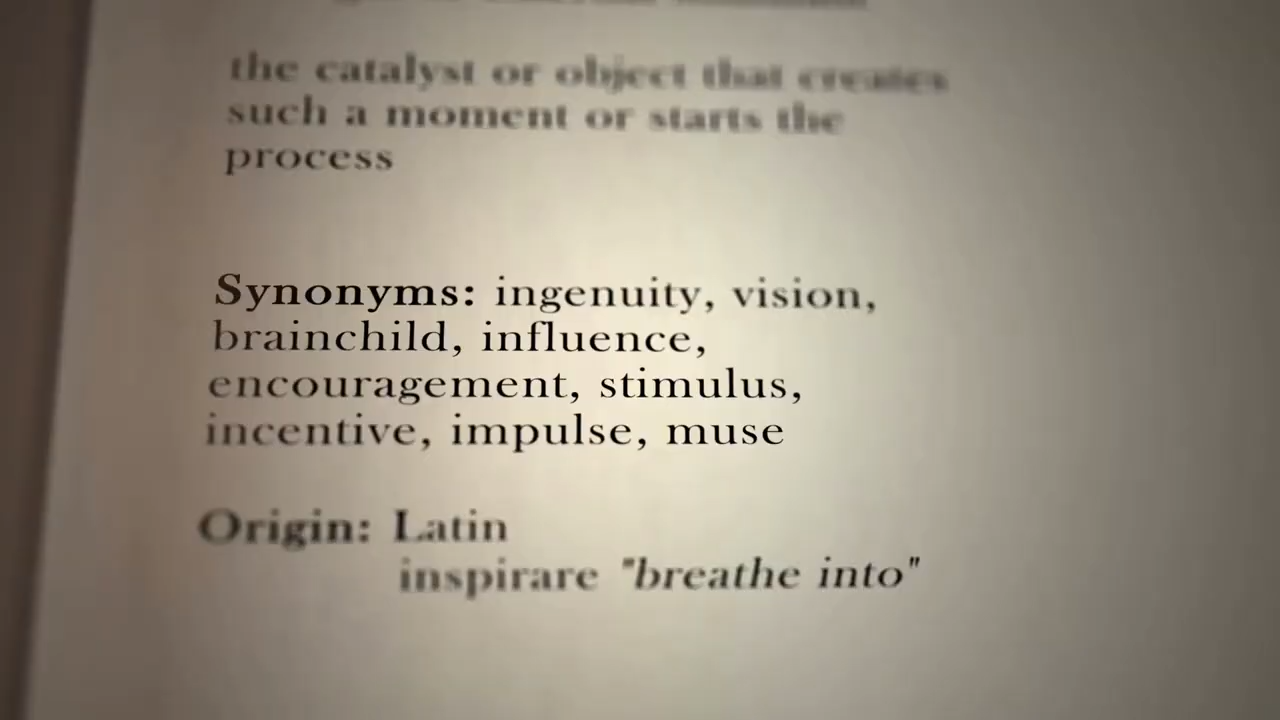 the catalyst or object that creates
such a moment or starts the
process
Synonyms: ingenuity, vision,
brainchild, influence,
encouragement, stimulus,
incentive, impulse, muse
Origin: Latin
inspirare "breathe into"